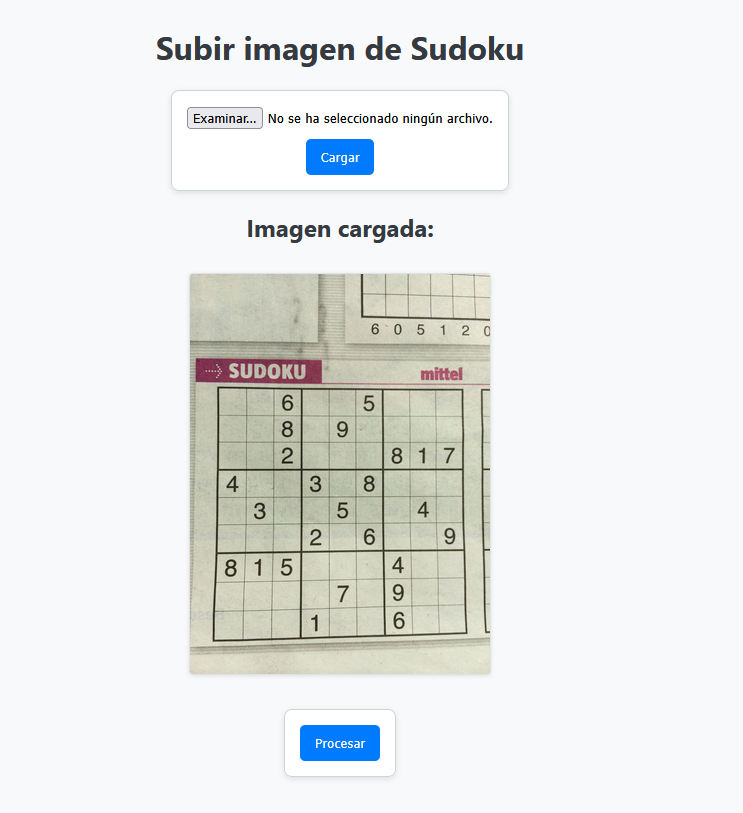 Subir imagen de Sudoku
Examinar... No se ha seleccionado ningún archivo.
Cargar
Imagen cargada:
6 0 5 1 2 0
SUDOKU mittel
6 5
8 9
2 8 1 7
4 3 8
3 5 4
2 6 9
8 1 5 4
7 9
1 6
Procesar